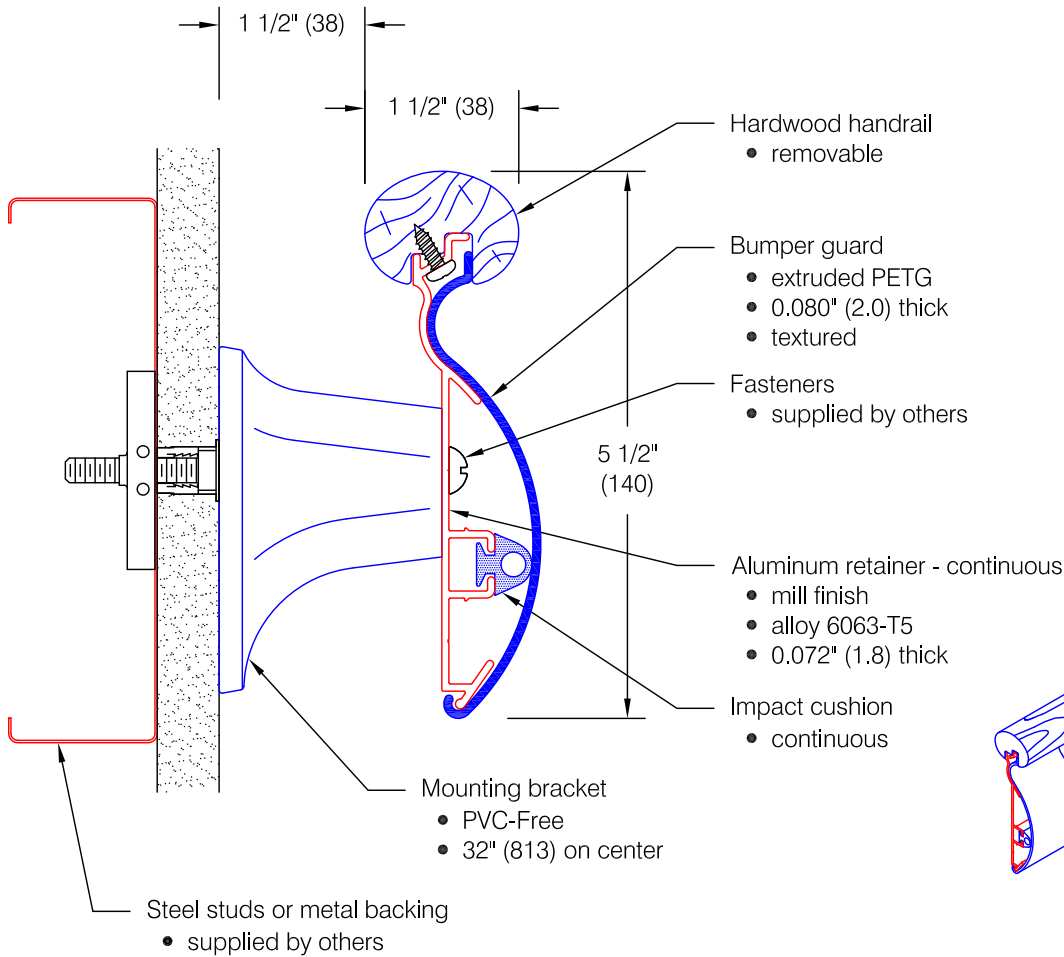 1 1/2" (38)
1 1/2" (38)
Hardwood handrail
• removable
Bumper guard
• extruded PETG
• 0.080" (2.0) thick
• textured
Fasteners
• supplied by others
5 1/2"
(140)
Aluminum retainer - continuous
• mill finish
• alloy 6063-T5
• 0.072" (1.8) thick
Impact cushion
• continuous
Mounting bracket
• PVC-Free
• 32" (813) on center
Steel studs or metal backing
• supplied by others